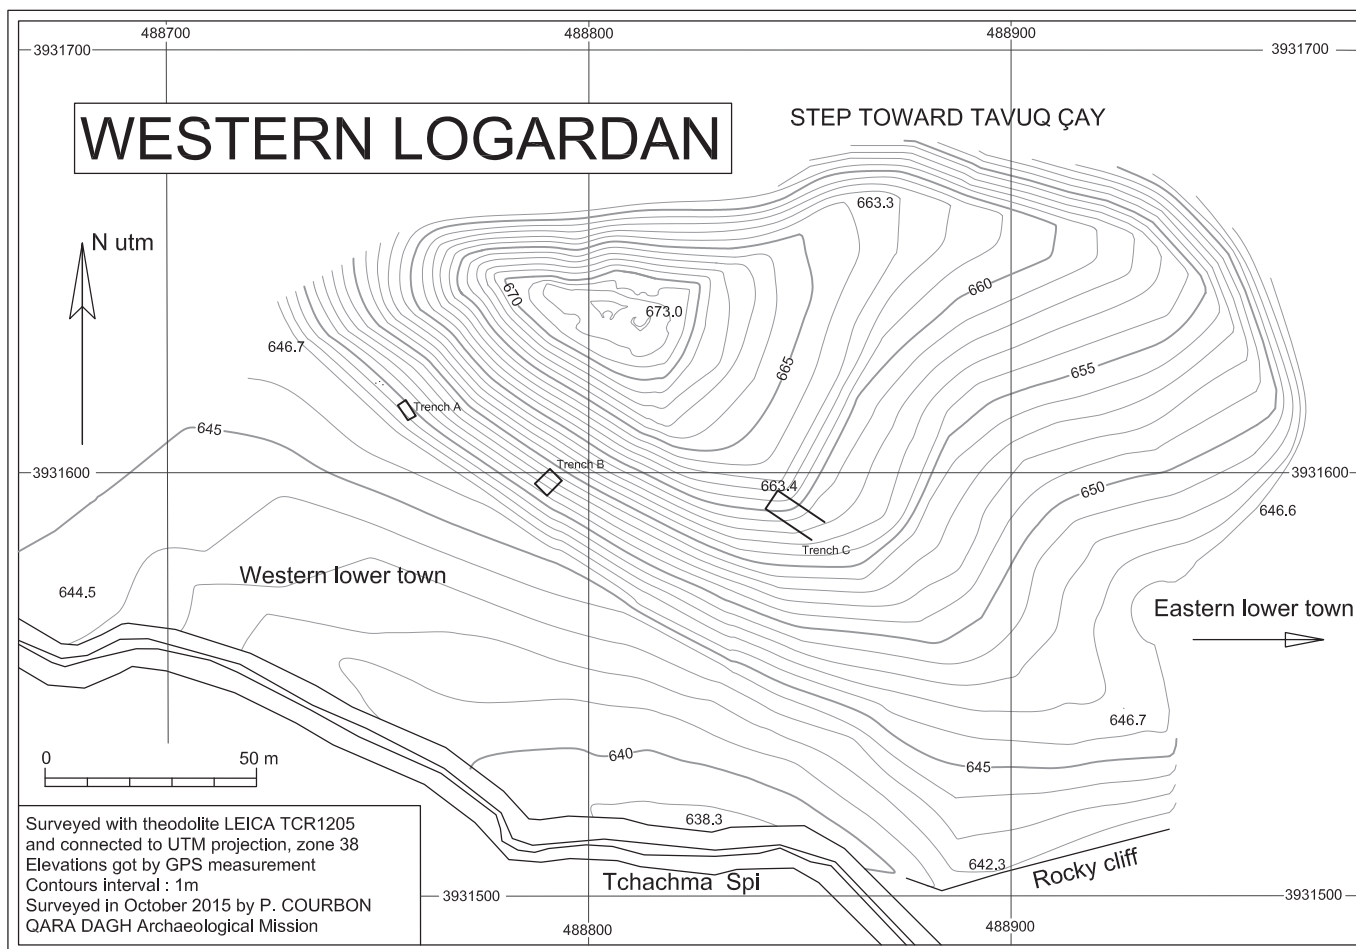 488700
488800
488900
3931700
3931700
WESTERN LOGARDAN
STEP TOWARD TAVUQ ÇAY
663.3
N utm
670
660
673.0
646.7
665
655
Trench A
645
Trench B
3931600
3931600
663.4
650
646.6
Trench C
Western lower town
644.5
Eastern lower town
646.7
0
50 m
640
645
638.3
642.3
Rocky cliff
Tchachma Spi
Surveyed with theodolite LEICA TCR1205
and connected to UTM projection, zone 38
Elevations got by GPS measurement
Contours interval : 1m
Surveyed in October 2015 by P. COURBON
QARA DAGH Archaeological Mission
3931500
3931500
488800
488900